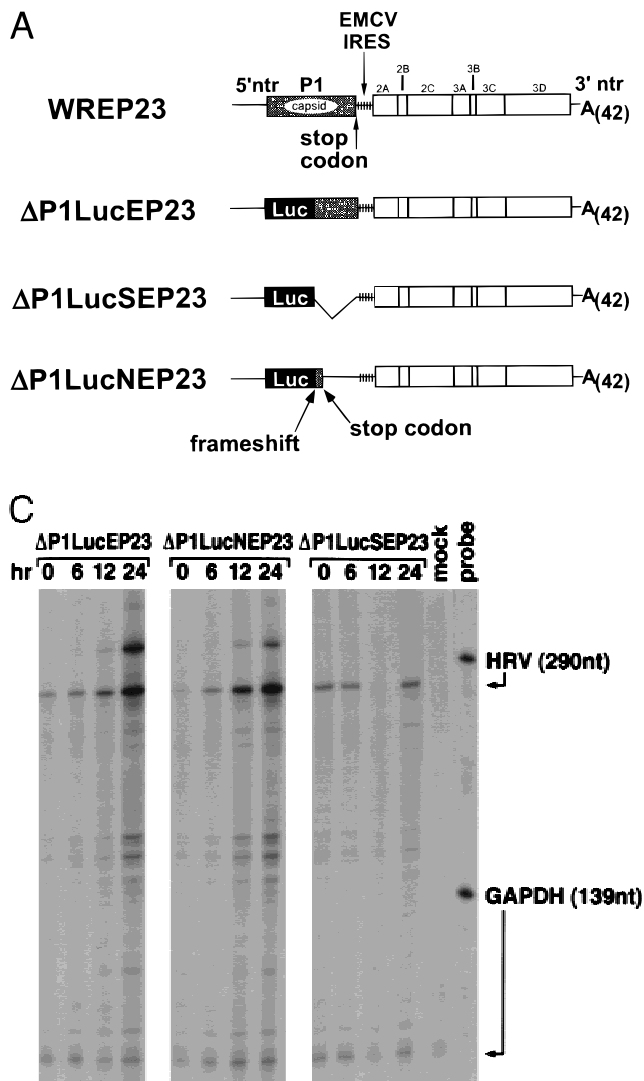 A
EMCV
IRES
5'ntr P1 2B 3B 3' ntr
2A 2C 3A 3C 3D
WREP23 capsid A(42)
stop
codon
ΔP1LucEP23 Luc A(42)
ΔP1LucSEP23 Luc A(42)
ΔP1LucNEP23 Luc A(42)
frameshift stop codon
C
ΔP1LucEP23 ΔP1LucNEP23 ΔP1LucSEP23 mock probe
hr 0 6 12 24 0 6 12 24 0 6 12 24
HRV (290nt)
GAPDH (139nt)